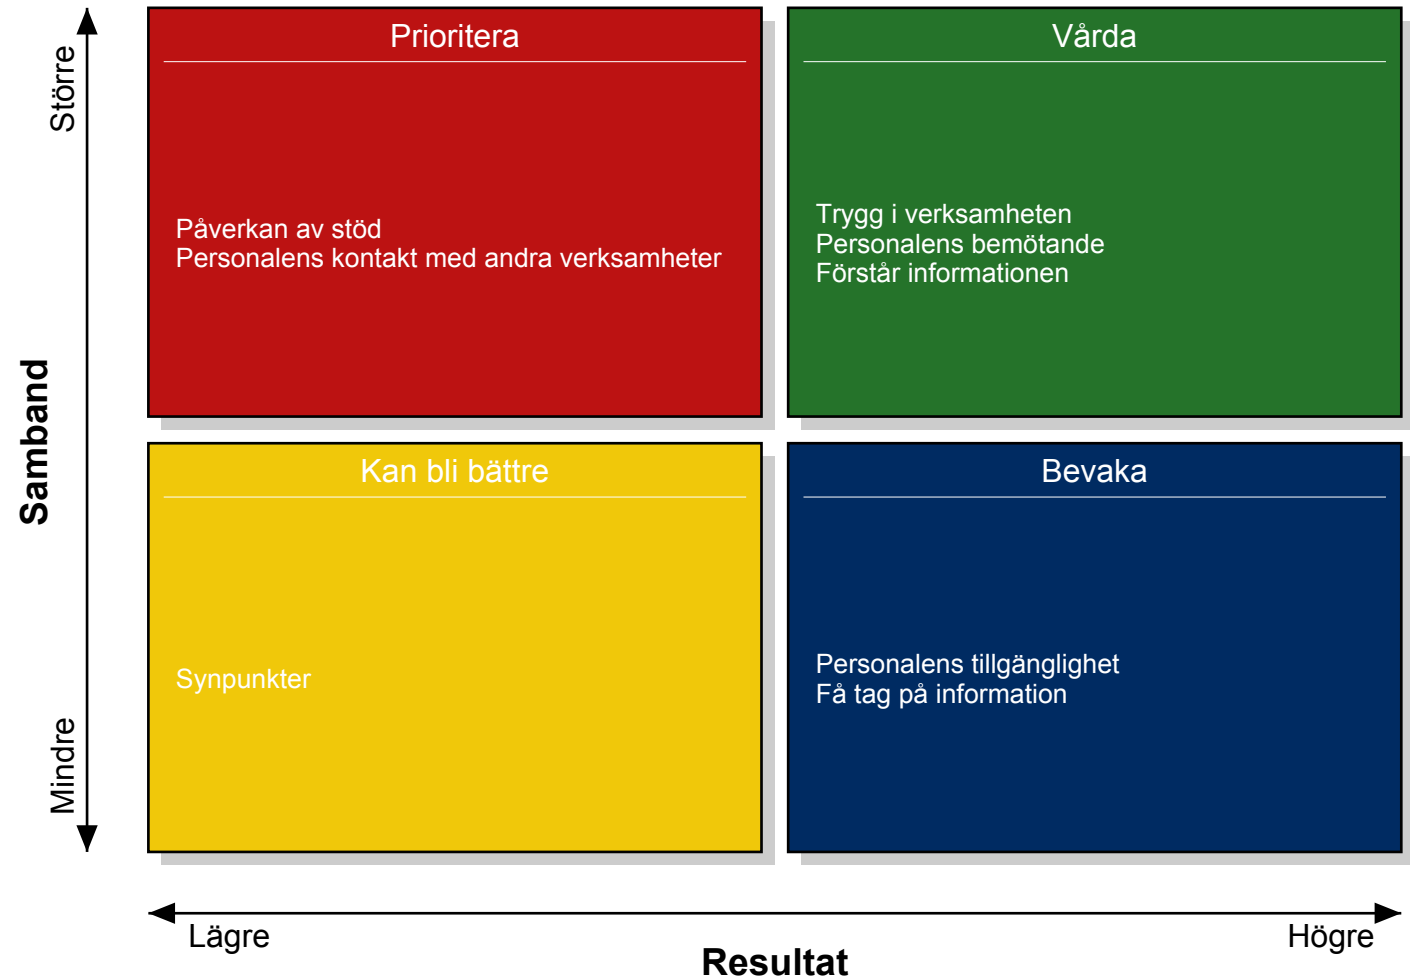 Större
Samband
Mindre
Prioritera
Påverkan av stöd
Personalens kontakt med andra verksamheter
Vårda
Trygg i verksamheten
Personalens bemötande
Förstår informationen
Kan bli bättre
Synpunkter
Bevaka
Personalens tillgänglighet
Få tag på information
Lägre
Högre
Resultat